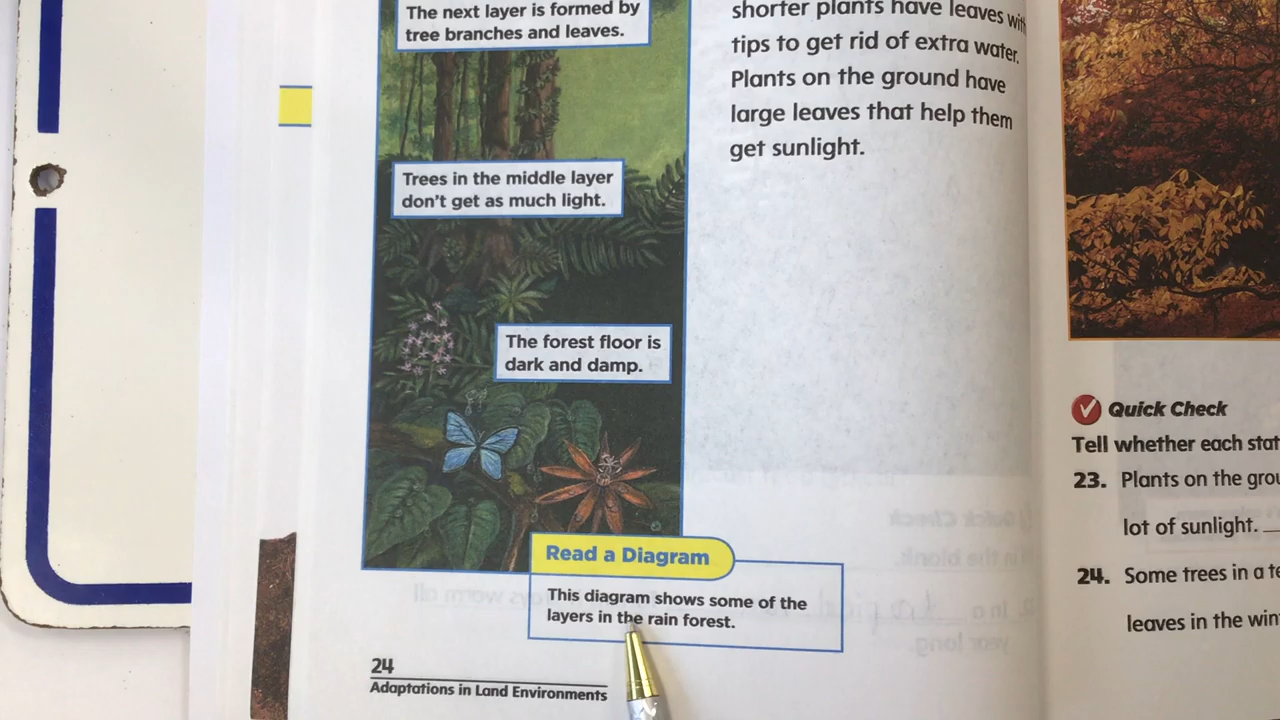 The next layer is formed by
tree branches and leaves.
Trees in the middle layer
don't get as much light.
The forest floor is
dark and damp.
Read a Diagram
This diagram shows some of the
layers in the rain forest.
24
Adaptations in Land Environments
shorter plants have leaves with
tips to get rid of extra water.
Plants on the ground have
large leaves that help them
get sunlight.
Quick Check
Tell whether each stat
23. Plants on the grou
lot of sunlight.
24. Some trees in a te
leaves in the win